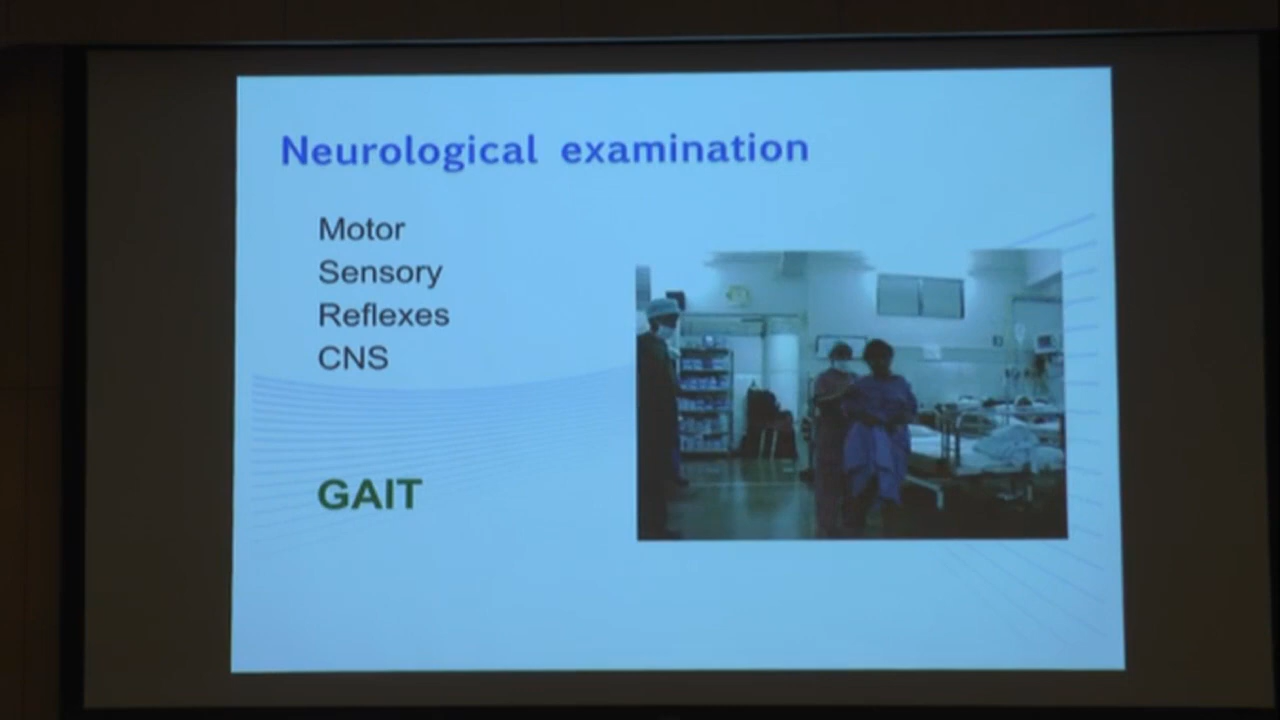 Neurological examination
Motor
Sensory
Reflexes
CNS
GAIT